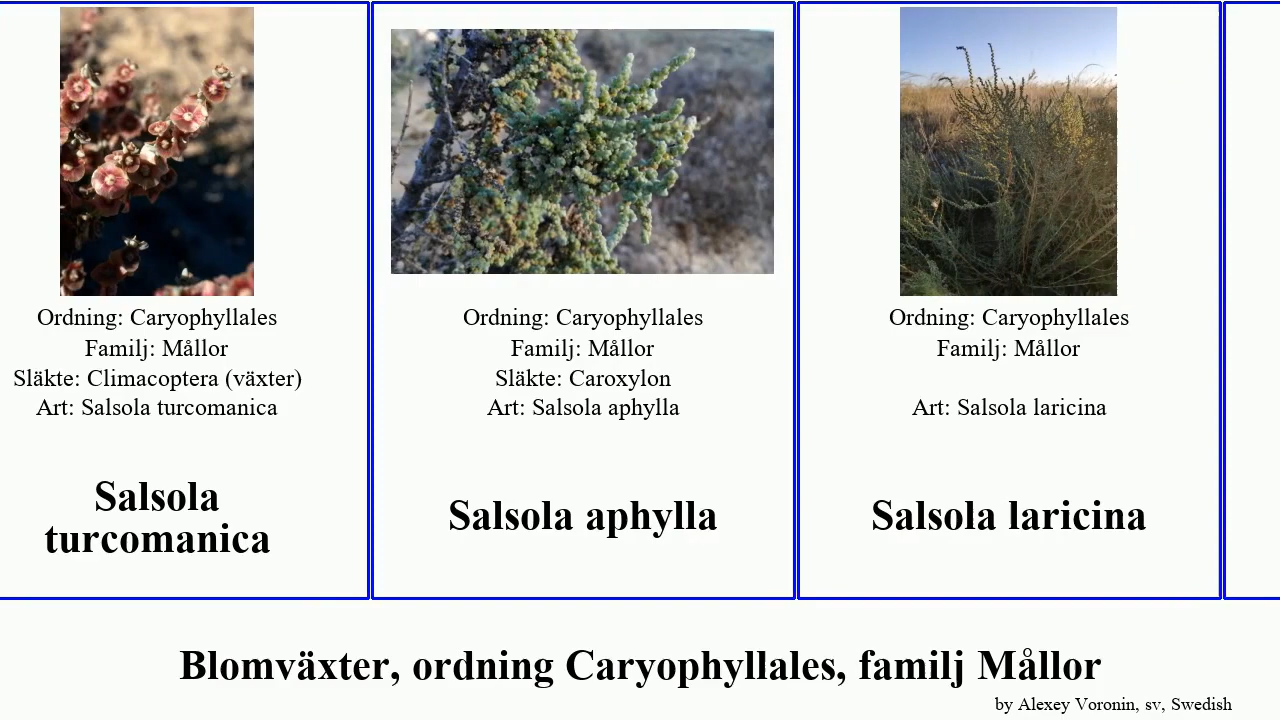 Ordning: Caryophyllales
Familj: Mållor
Släkte: Climacoptera (växter)
Art: Salsola turcomanica
Salsola
turcomanica
Ordning: Caryophyllales
Familj: Mållor
Släkte: Caroxylon
Art: Salsola aphylla
Salsola aphylla
Ordning: Caryophyllales
Familj: Mållor
Art: Salsola laricina
Salsola laricina
Blomväxter, ordning Caryophyllales, familj Mållor
by Alexey Voronin, sv, Swedish